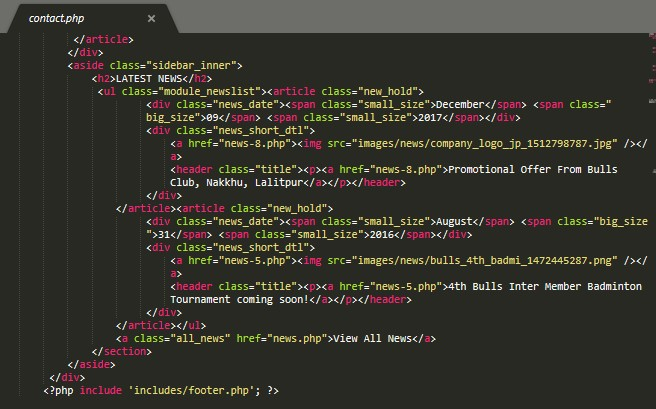 contact.php ×
</article>
</div>
<aside class="sidebar_inner">
<h2>LATEST NEWS</h2>
<ul class="module_newslist"><article class="new_hold">
<div class="news_date"><span class="small_size">December</span> <span class="
big_size">09</span> <span class="small_size">2017</span></div>
<div class="news_short_dtl">
<a href="news-8.php"><img src="images/news/company_logo_jp_1512798787.jpg" /></
a>
<header class="title"><p><a href="news-8.php">Promotional Offer From Bulls
Club, Nakkhu, Lalitpur</a></p></header>
</div>
</article><article class="new_hold">
<div class="news_date"><span class="small_size">August</span> <span class="big_size
">31</span> <span class="small_size">2016</span></div>
<div class="news_short_dtl">
<a href="news-5.php"><img src="images/news/bulls_4th_badmi_1472445287.png" /></
a>
<header class="title"><p><a href="news-5.php">4th Bulls Inter Member Badminton
Tournament coming soon!</a></p></header>
</div>
</article></ul>
<a class="all_news" href="news.php">View All News</a>
</section>
</aside>
</div>
<?php include 'includes/footer.php'; ?>